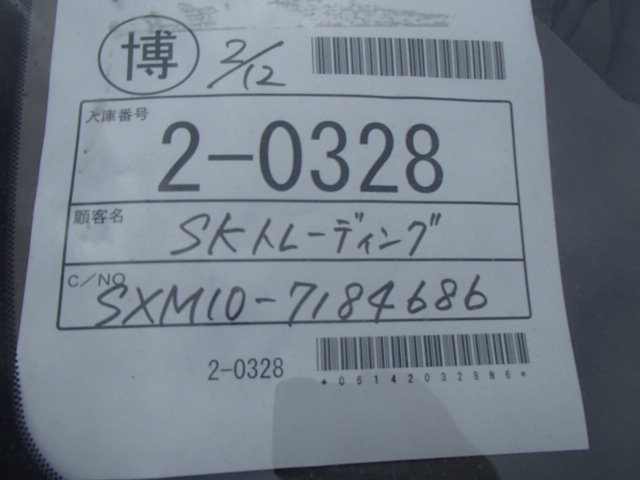 博 2/12
入庫番号
2-0328
顧客名
SKトレーディング
C/NO
SXM10-7184686
2-0328
*061420328N6*